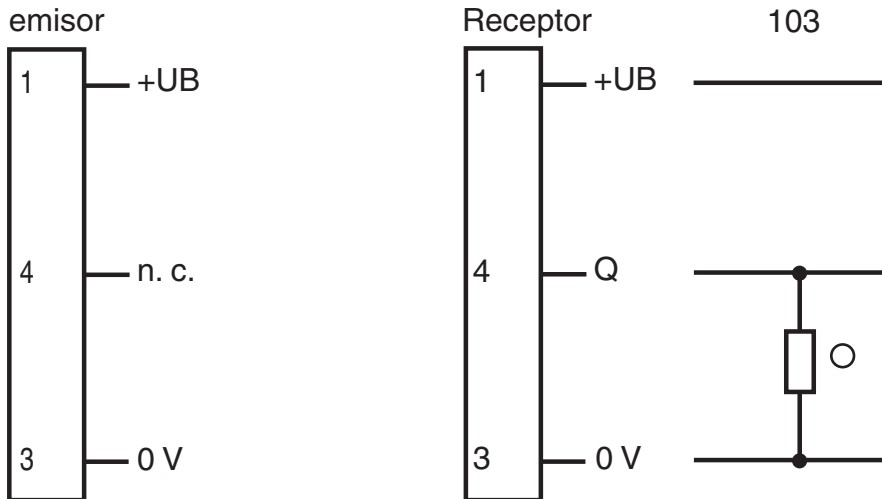 emisor
1 +UB
4 n. c.
3 0 V
Receptor
1 +UB
4 Q
3 0 V
103